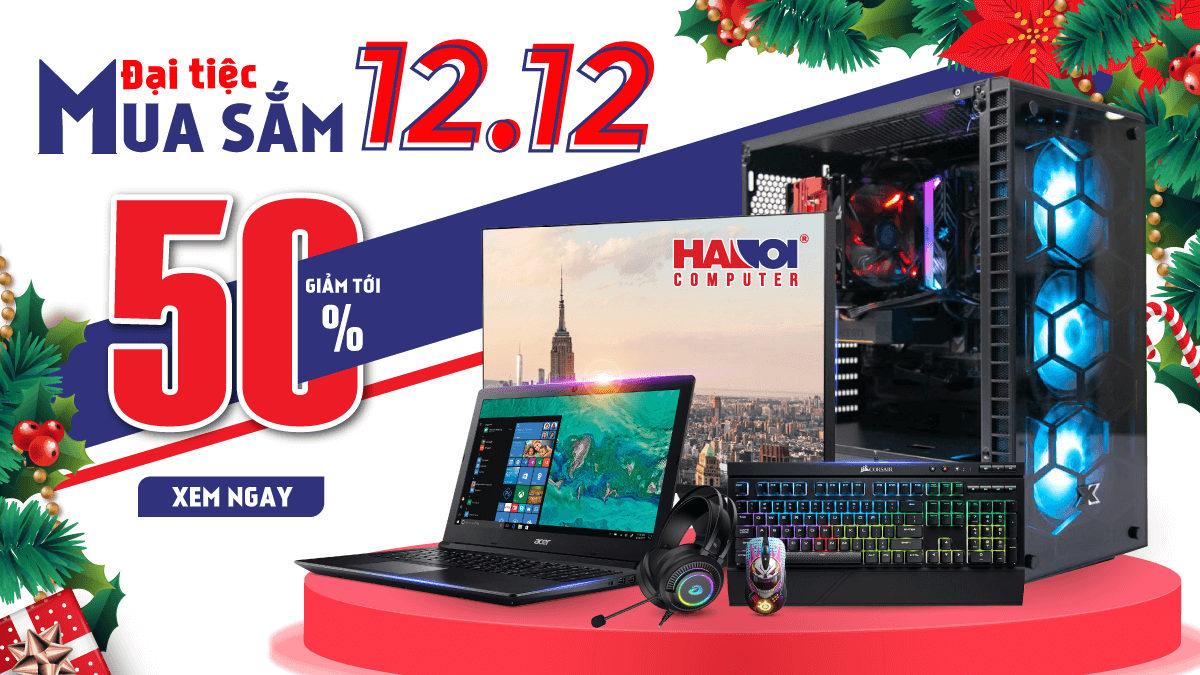 Đại tiệc
MUA SẮM
12.12
50
GIẢM TỚI
%
XEM NGAY
HANOI®
COMPUTER
acer
CORSAIR